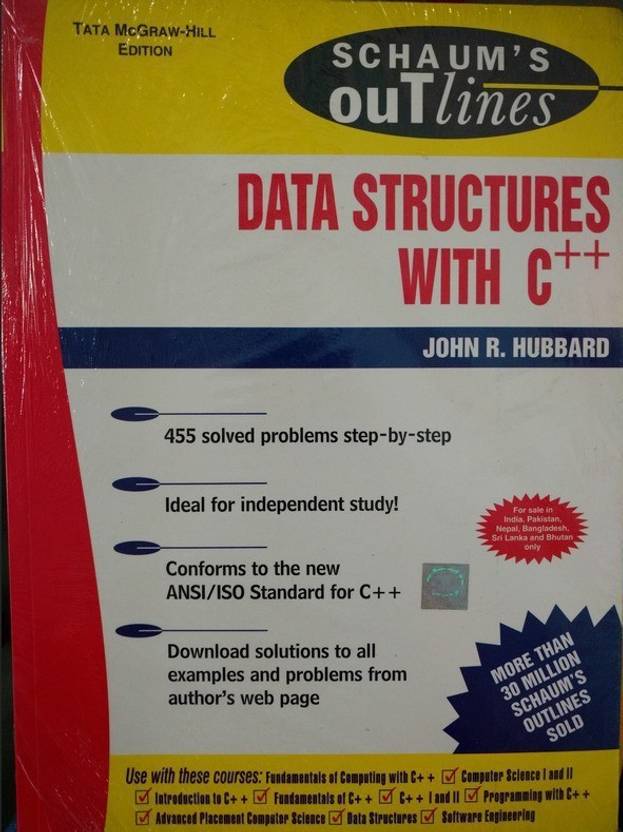 TATA MCGRAW-HILL
EDITION
SCHAUM'S
ouTlines
DATA STRUCTURES
WITH C++
JOHN R. HUBBARD
455 solved problems step-by-step
Ideal for independent study!
For sale in
India, Pakistan,
Nepal, Bangladesh,
Sri Lanka and Bhutan
only
Conforms to the new
ANSI/ISO Standard for C++
Download solutions to all
examples and problems from
author's web page
MORE THAN
30 MILLION
SCHAUM'S
OUTLINES
SOLD
Use with these courses: Fundamentals of Computing with C++ ☑ Computer Science I and II
☑ Introduction to C++ ☑ Fundamentals of C++ ☑ C++ I and II ☑ Programming with C++
☑ Advanced Placement Computer Science ☑ Data Structures ☑ Software Engineering